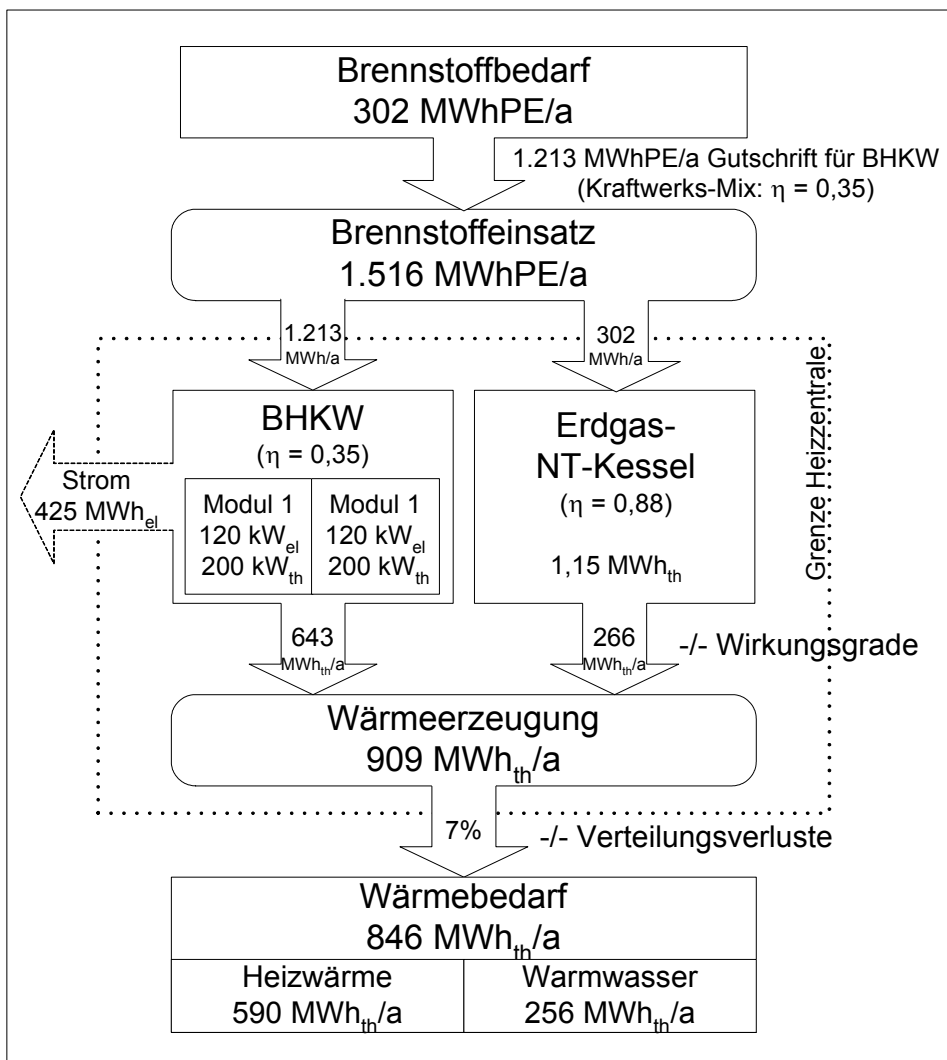 Brennstoffbedarf
302 MWhPE/a
1.213 MWhPE/a Gutschrift für BHKW
(Kraftwerks-Mix: η = 0,35)
Brennstoffeinsatz
1.516 MWhPE/a
1.213
MWh/a
302
MWh/a
Grenze Heizzentrale
BHKW
(η = 0,35)
Modul 1
120 kWel
200 kWth
Modul 1
120 kWel
200 kWth
Strom
425 MWhel
Erdgas-
NT-Kessel
(η = 0,88)
1,15 MWhth
643
MWhth/a
266
MWhth/a
-/- Wirkungsgrade
Wärmeerzeugung
909 MWhth/a
7%
-/- Verteilungsverluste
Wärmebedarf
846 MWhth/a
Heizwärme
590 MWhth/a
Warmwasser
256 MWhth/a